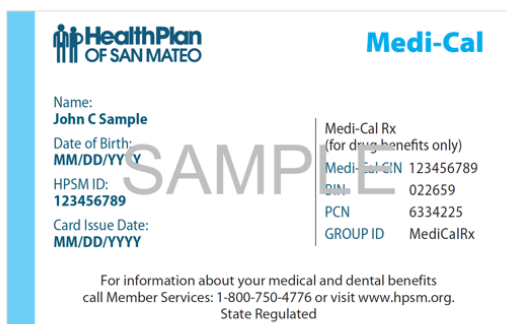 HealthPlan
OF SAN MATEO
Medi-Cal
Name:
John C Sample
Date of Birth:
MM/DD/YYYY
HPSM ID:
123456789
Card Issue Date:
MM/DD/YYYY
Medi-Cal Rx
(for drug benefits only)
Medi-Cal CIN 123456789
BIN 022659
PCN 6334225
GROUP ID MediCalRx
SAMPLE
For information about your medical and dental benefits
call Member Services: 1-800-750-4776 or visit www.hpsm.org.
State Regulated